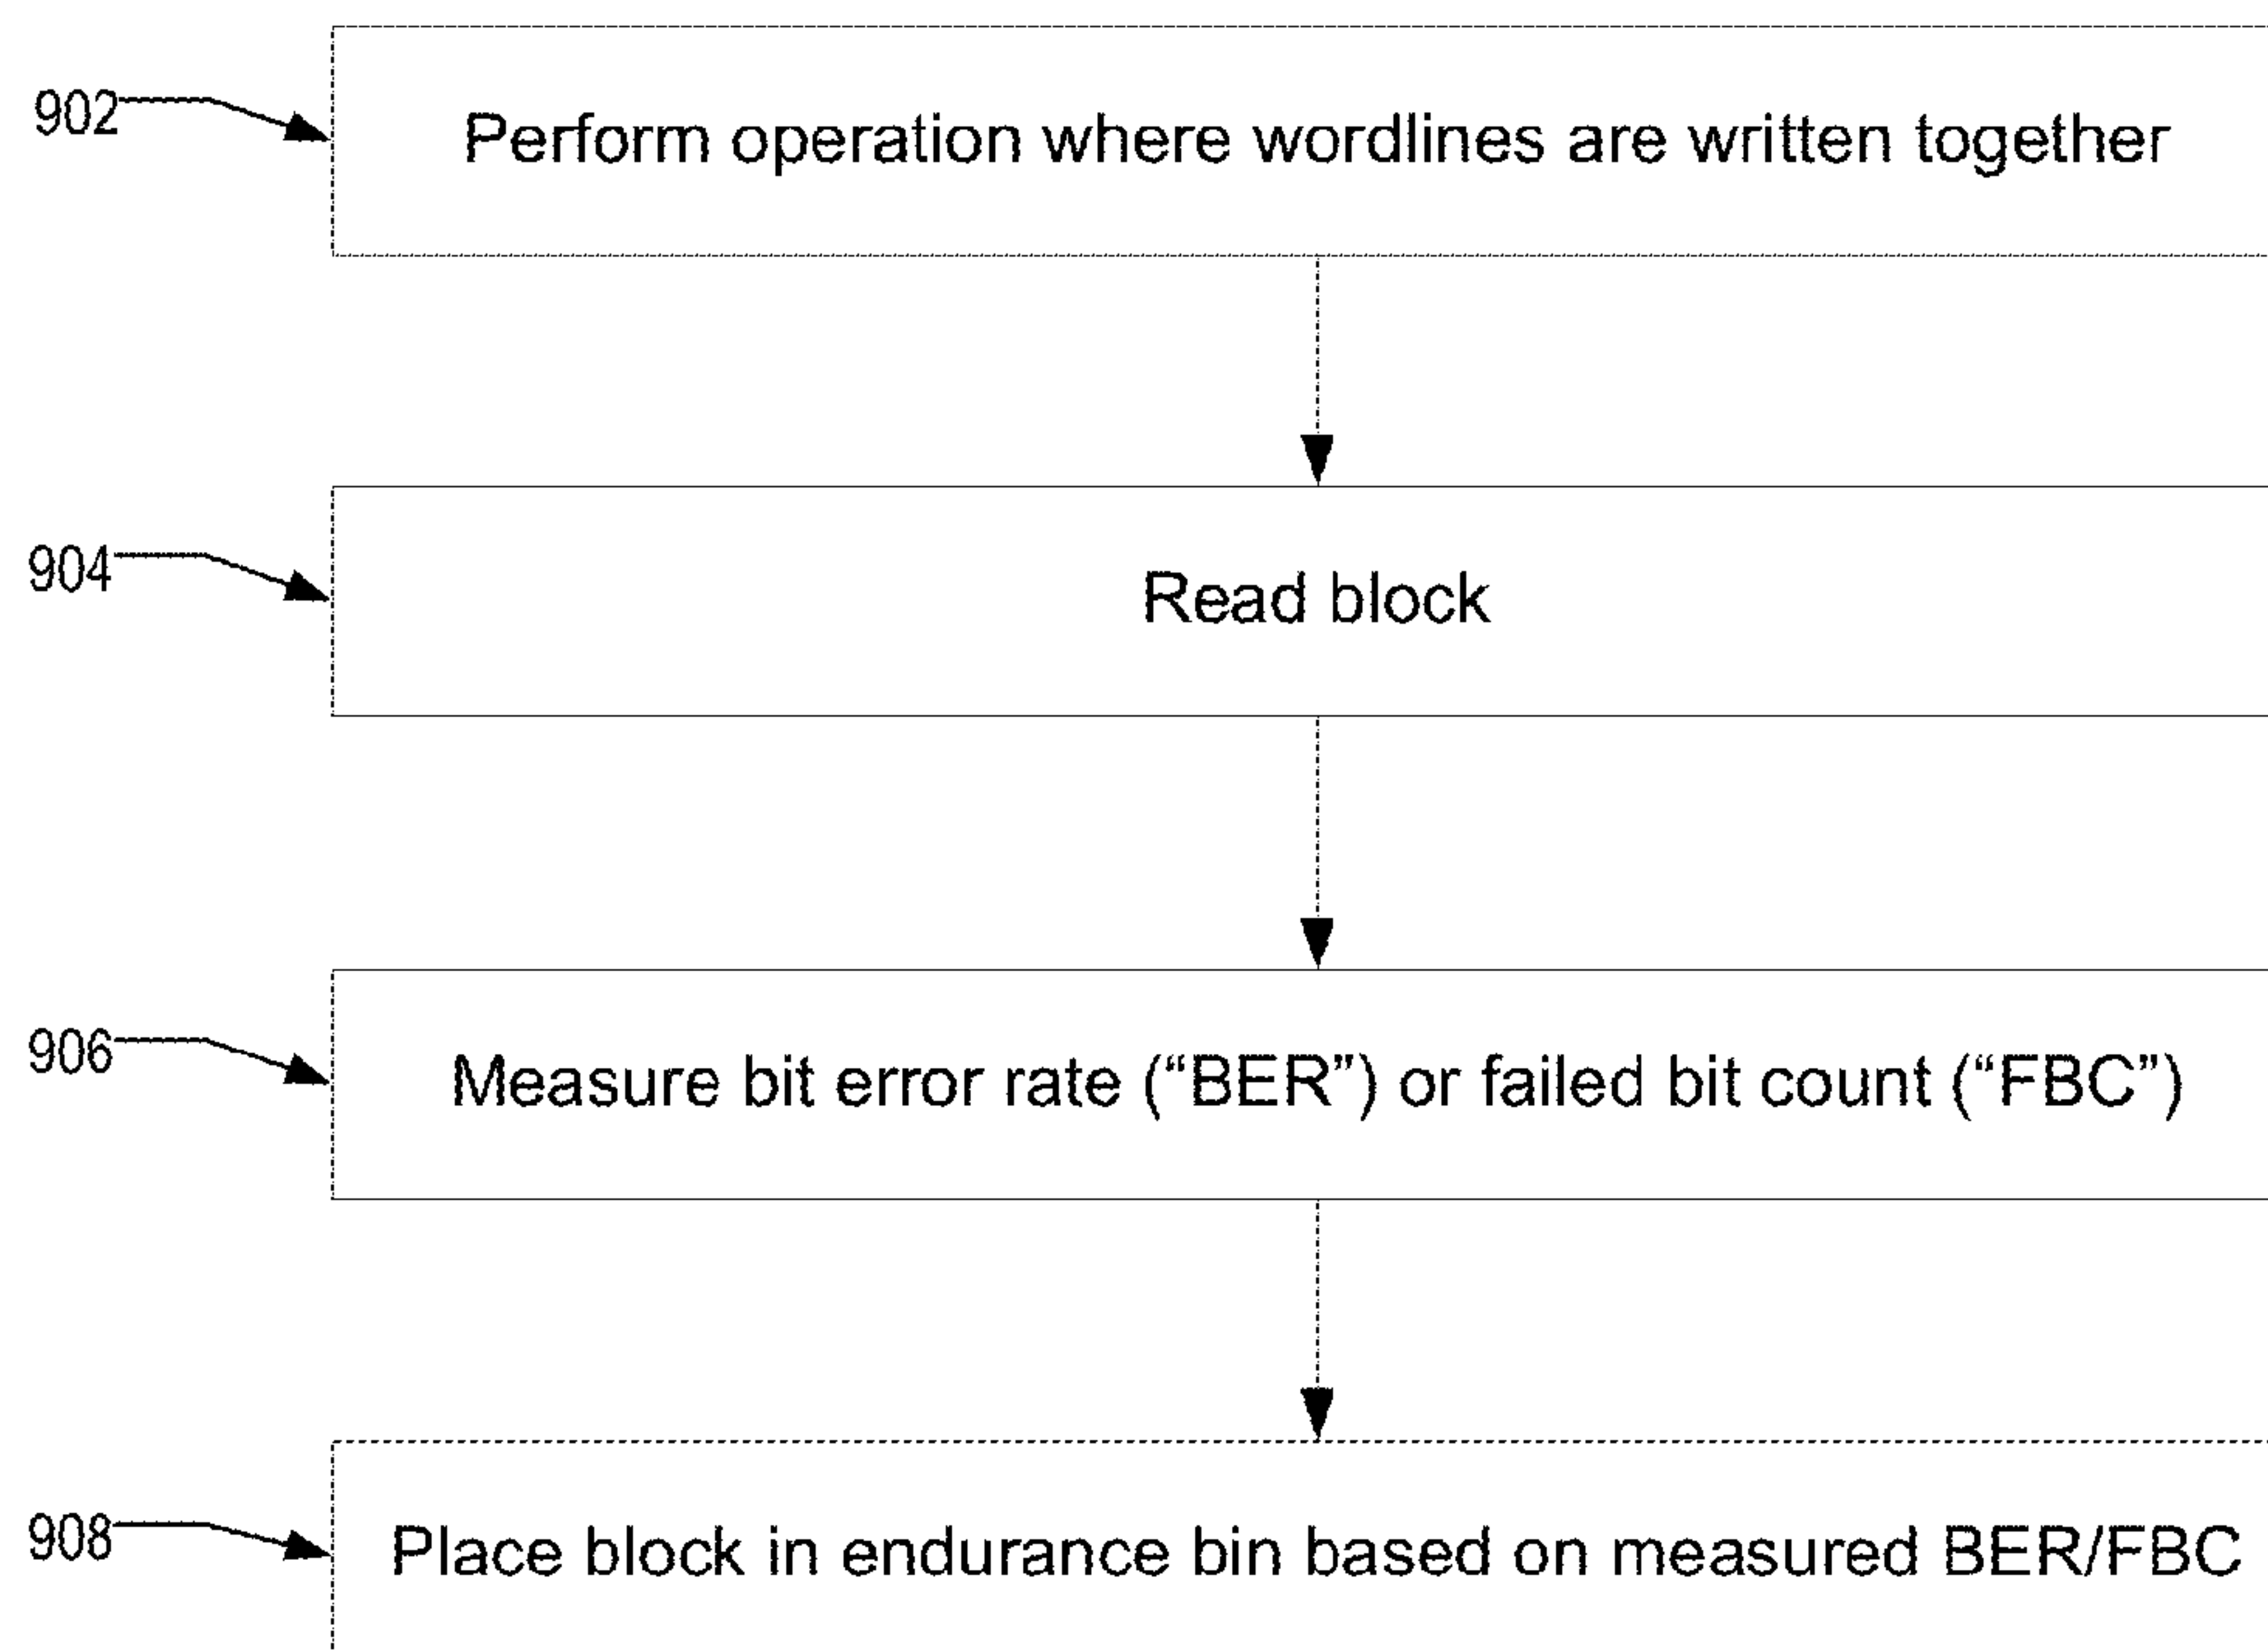 902
Perform operation where wordlines are written together
904
Read block
906
Measure bit error rate (“BER”) or failed bit count (“FBC”)
908
Place block in endurance bin based on measured BER/FBC